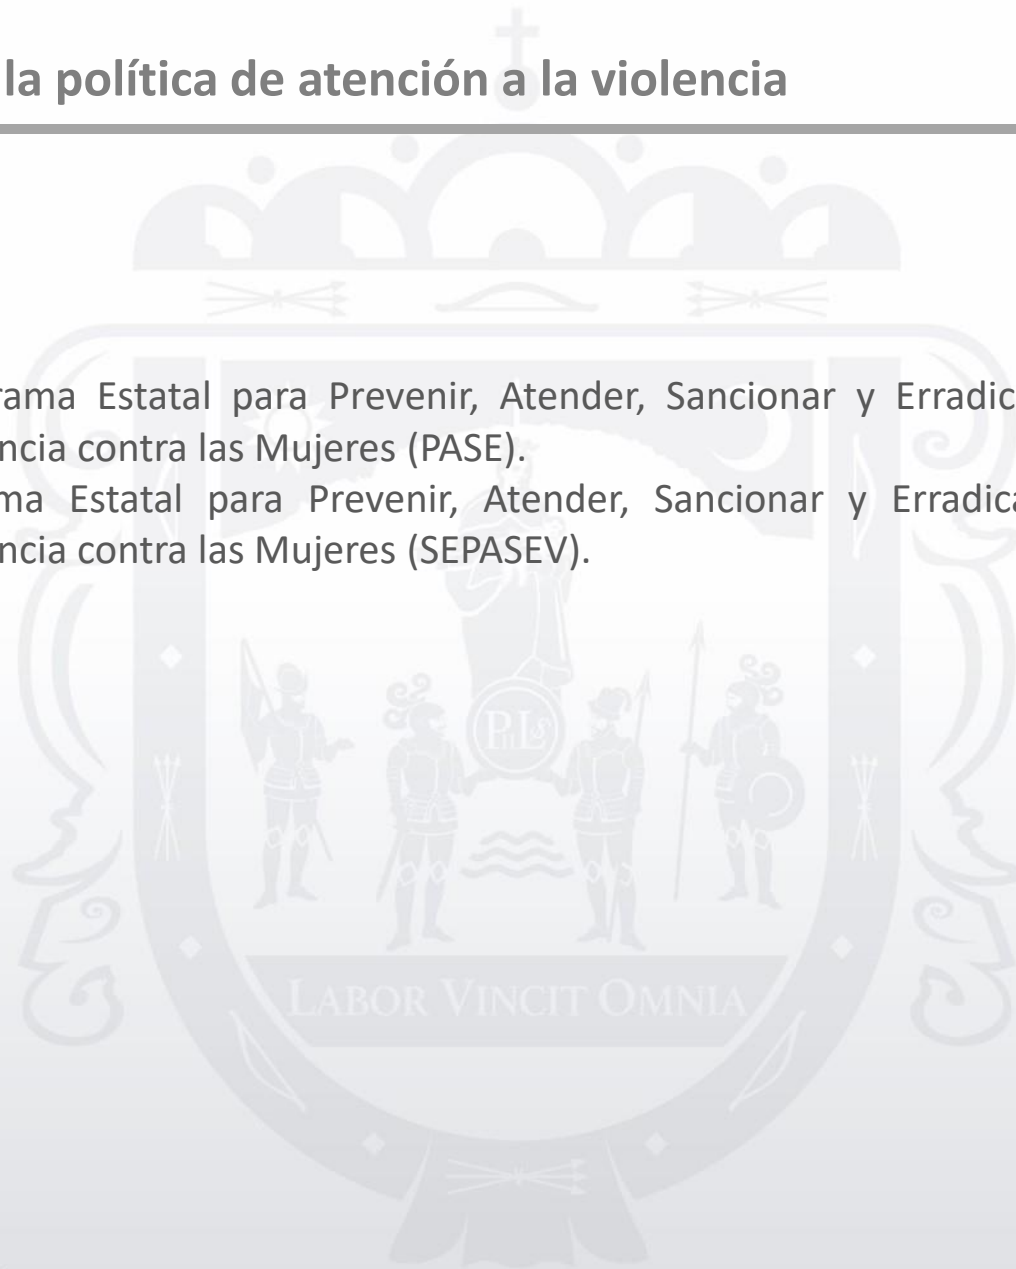 la política de atención a la violencia
rama Estatal para Prevenir, Atender, Sancionar y Erradic
ncia contra las Mujeres (PASE).
ma Estatal para Prevenir, Atender, Sancionar y Erradica
ncia contra las Mujeres (SEPASEV).
LABOR VINCIT OMNIA